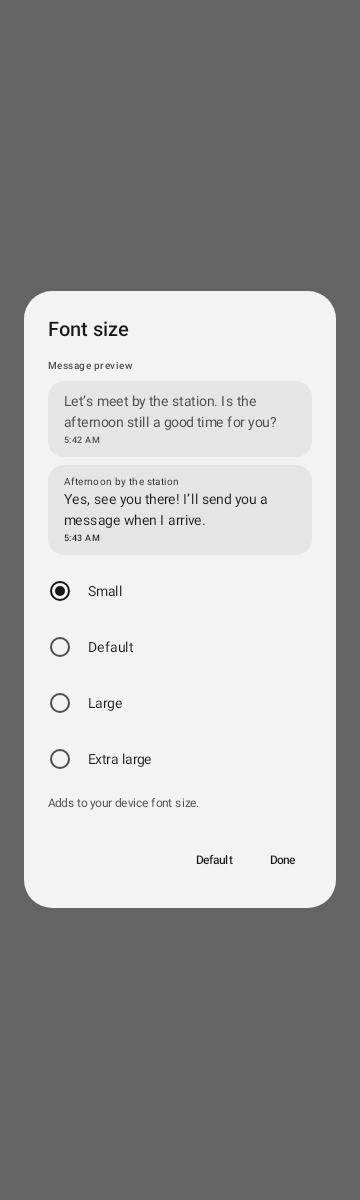 Font size
Message preview
Let’s meet by the station. Is the
afternoon still a good time for you?
5:42 AM
Afternoon by the station
Yes, see you there! I’ll send you a
message when I arrive.
5:43 AM
Small
Default
Large
Extra large
Adds to your device font size.
Default
Done